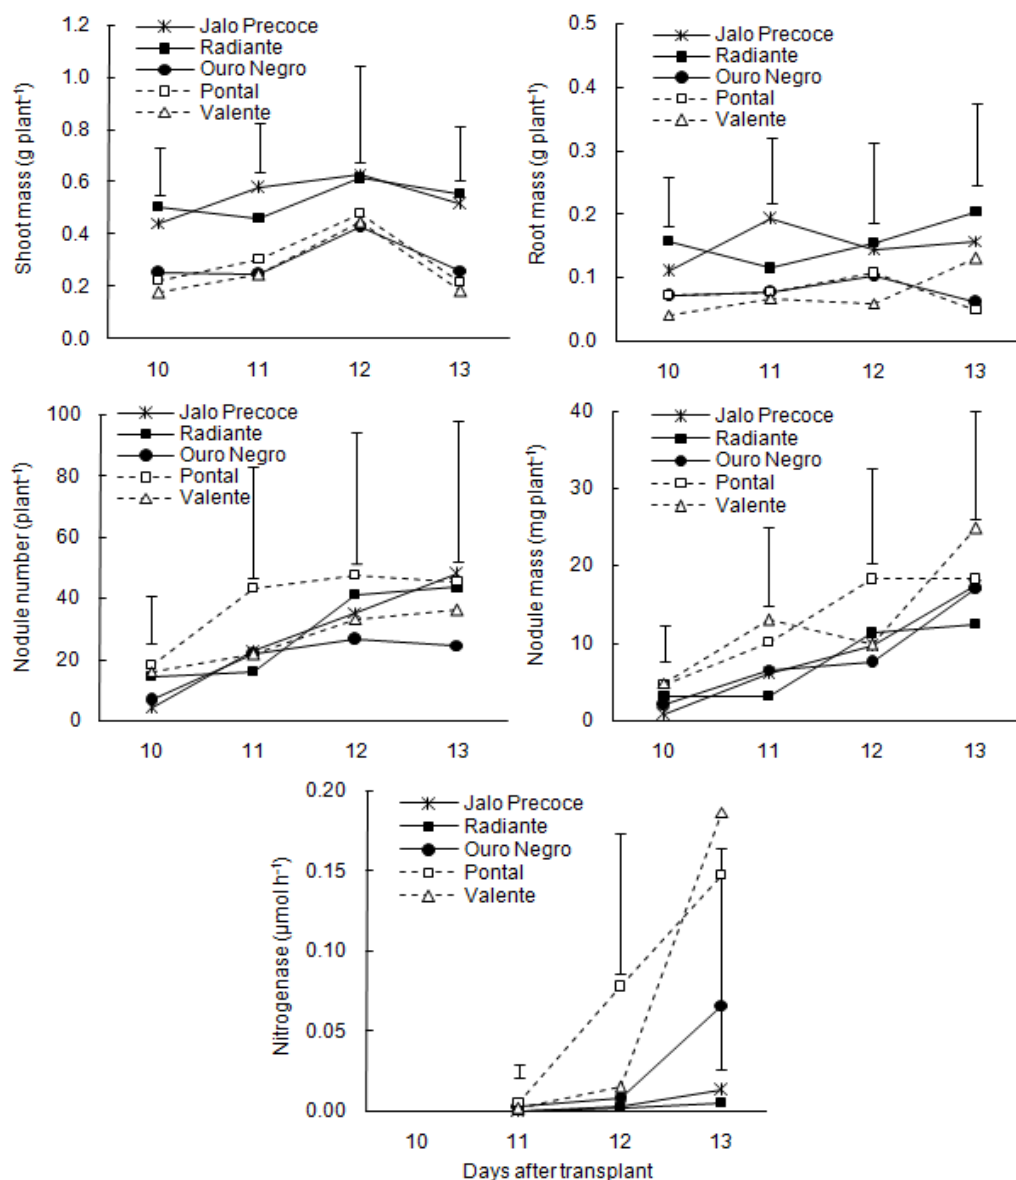 Shoot mass (g plant⁻¹)
1.2
1.0
0.8
0.6
0.4
0.2
0.0
Jalo Precoce
Radiante
Ouro Negro
Pontal
Valente
10 11 12 13
Root mass (g plant⁻¹)
0.5
0.4
0.3
0.2
0.1
0.0
Jalo Precoce
Radiante
Ouro Negro
Pontal
Valente
10 11 12 13
Nodule number (plant⁻¹)
100
80
60
40
20
0
Jalo Precoce
Radiante
Ouro Negro
Pontal
Valente
10 11 12 13
Nodule mass (mg plant⁻¹)
40
30
20
10
0
Jalo Precoce
Radiante
Ouro Negro
Pontal
Valente
10 11 12 13
Nitrogenase (µmol h⁻¹)
0.20
0.15
0.10
0.05
0.00
Jalo Precoce
Radiante
Ouro Negro
Pontal
Valente
10 11 12 13
Days after transplant